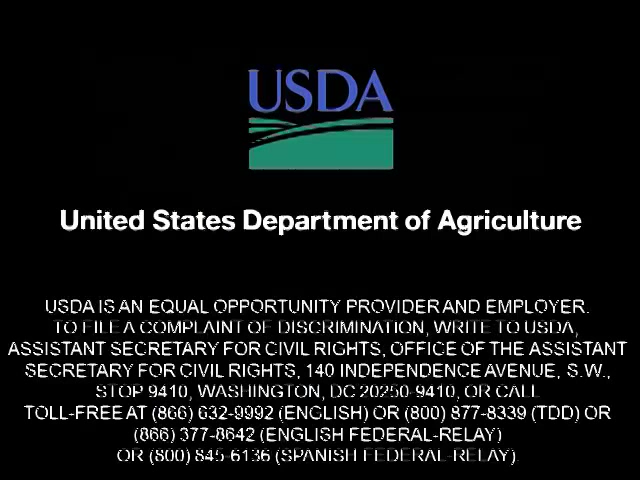 USDA
United States Department of Agriculture
USDA IS AN EQUAL OPPORTUNITY PROVIDER AND EMPLOYER.
TO FILE A COMPLAINT OF DISCRIMINATION, WRITE TO USDA,
ASSISTANT SECRETARY FOR CIVIL RIGHTS, OFFICE OF THE ASSISTANT
SECRETARY FOR CIVIL RIGHTS, 140 INDEPENDENCE AVENUE, S.W.,
STOP 9410, WASHINGTON, DC 20250-9410, OR CALL
TOLL-FREE AT (866) 632-9992 (ENGLISH) OR (800) 877-8339 (TDD) OR
(866) 377-8642 (ENGLISH FEDERAL-RELAY)
OR (800) 845-6136 (SPANISH FEDERAL-RELAY)